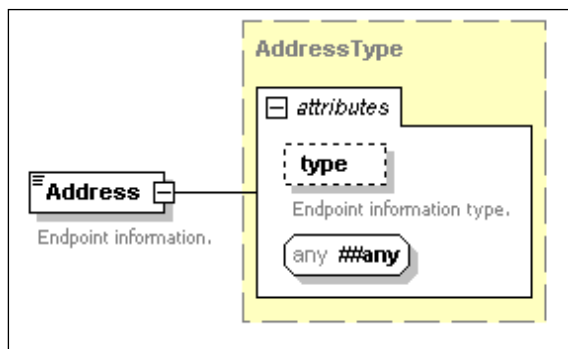 AddressType
attributes
type
Address
Endpoint information type.
Endpoint information.
any ##any